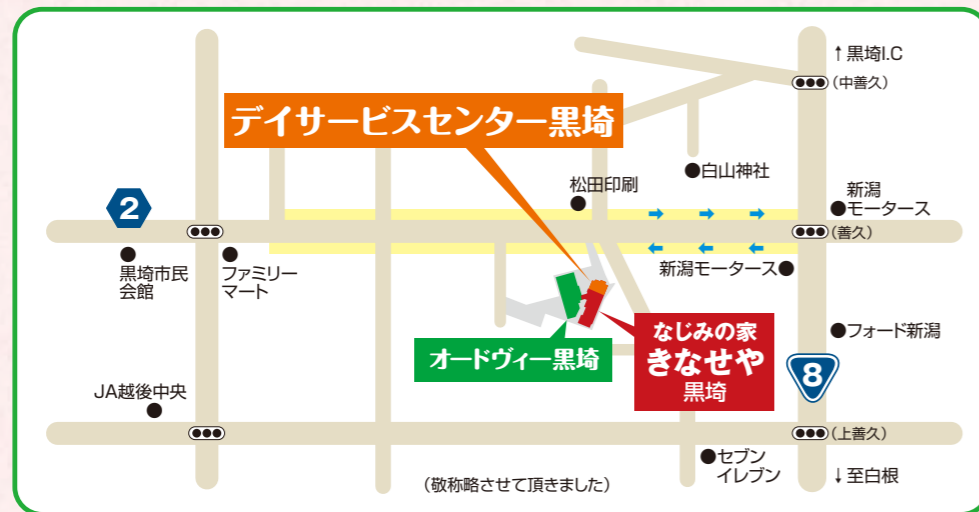 ↑黒埼I.C
(中善久)
デイサービスセンター黒埼
●白山神社
松田印刷
新潟
モータース
2
(善久)
黒埼市民
会館
ファミリー
マート
新潟モータース●
なじみの家
きなせや
黒埼
オードヴィー黒埼
●フォード新潟
8
JA越後中央
(上善久)
●セブン
イレブン
↓至白根
(敬称略させて頂きました)